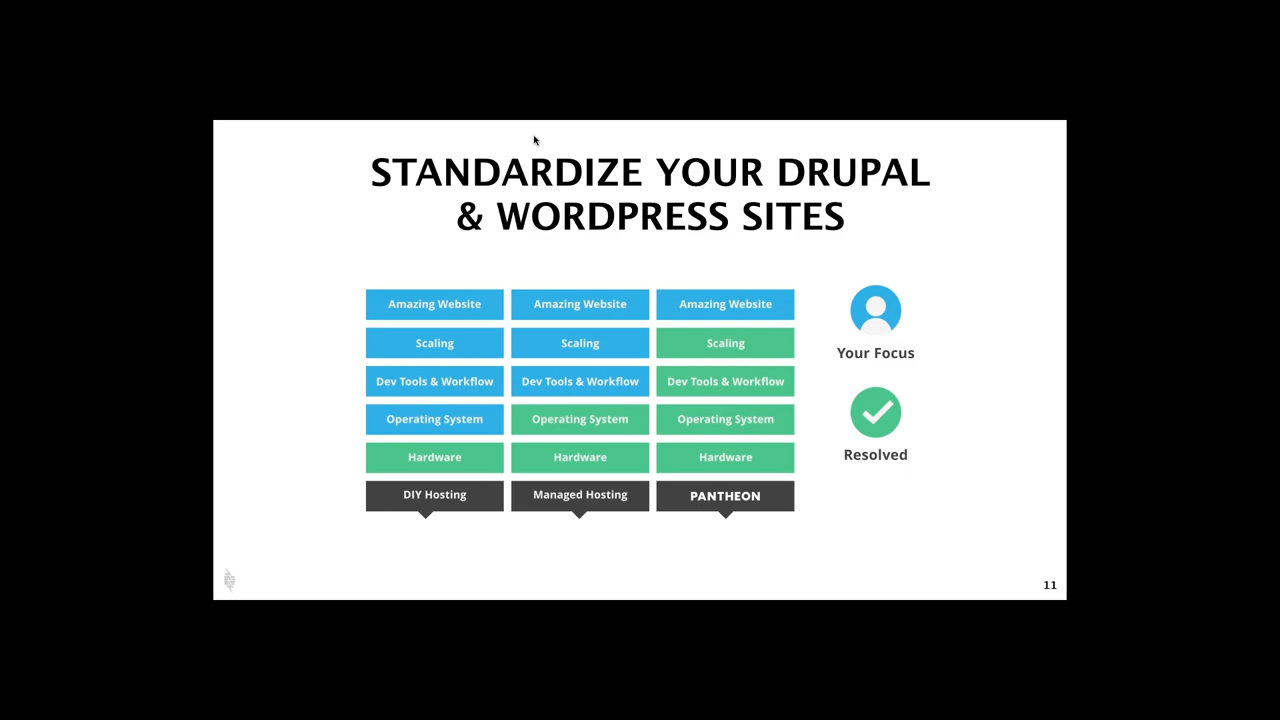 STANDARDIZE YOUR DRUPAL
& WORDPRESS SITES
Amazing Website Amazing Website Amazing Website
Scaling Scaling Scaling
Dev Tools & Workflow Dev Tools & Workflow Dev Tools & Workflow
Operating System Operating System Operating System
Hardware Hardware Hardware
DIY Hosting Managed Hosting PANTHEON
Your Focus
Resolved
11